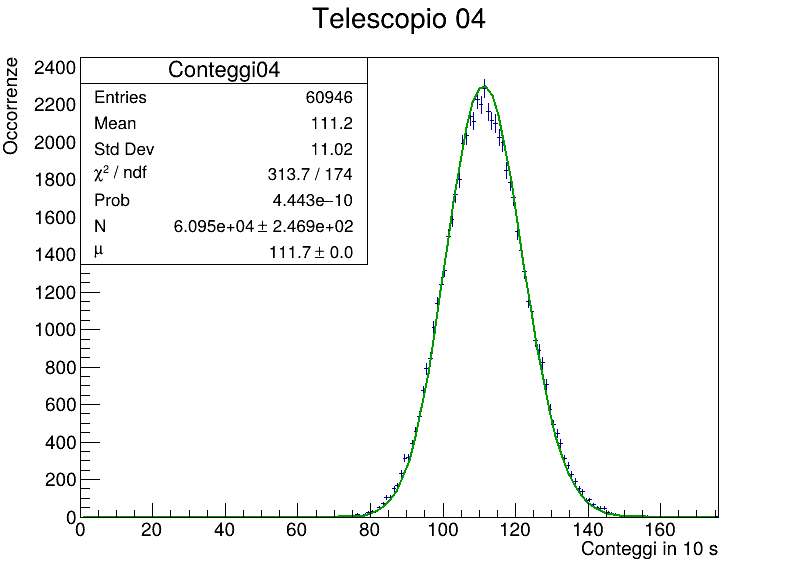 Telescopio 04
Occorrenze
Conteggi04
Entries 60946
Mean 111.2
Std Dev 11.02
χ² / ndf 313.7 / 174
Prob 4.443e−10
N 6.095e+04 ± 2.469e+02
μ 111.7 ± 0.0
2400
2200
2000
1800
1600
1400
1200
1000
800
600
400
200
0
0 20 40 60 80 100 120 140 160
Conteggi in 10 s